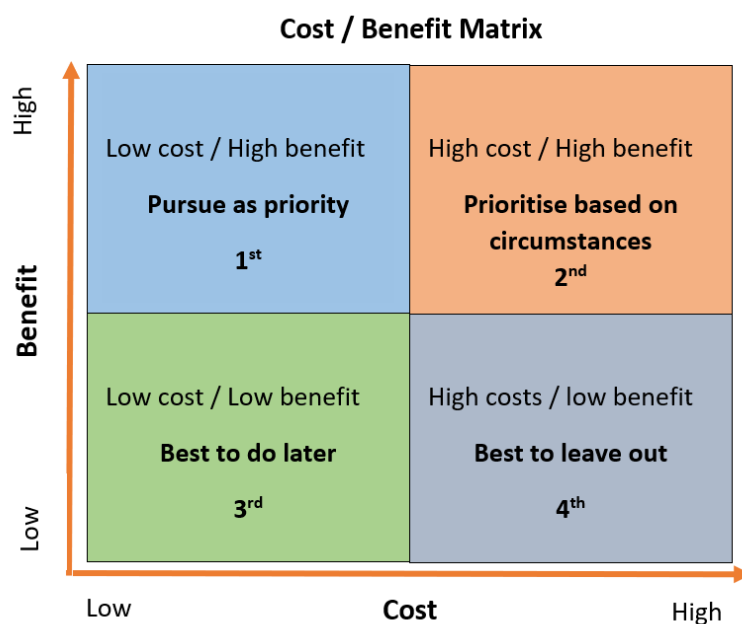 Cost / Benefit Matrix
High
Low cost / High benefit
Pursue as priority
1st
High cost / High benefit
Prioritise based on
circumstances
2nd
Benefit
Low cost / Low benefit
Best to do later
3rd
High costs / low benefit
Best to leave out
4th
Low
Low
Cost
High